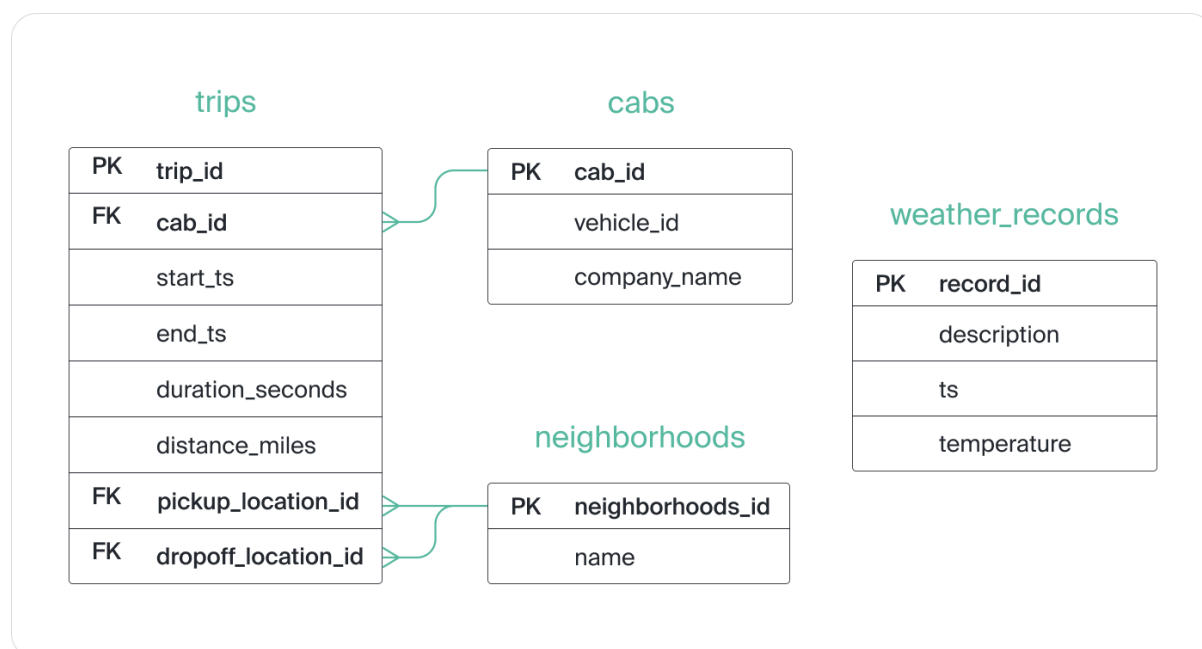 trips
PK trip_id
FK cab_id
start_ts
end_ts
duration_seconds
distance_miles
FK pickup_location_id
FK dropoff_location_id
cabs
PK cab_id
vehicle_id
company_name
neighborhoods
PK neighborhoods_id
name
weather_records
PK record_id
description
ts
temperature